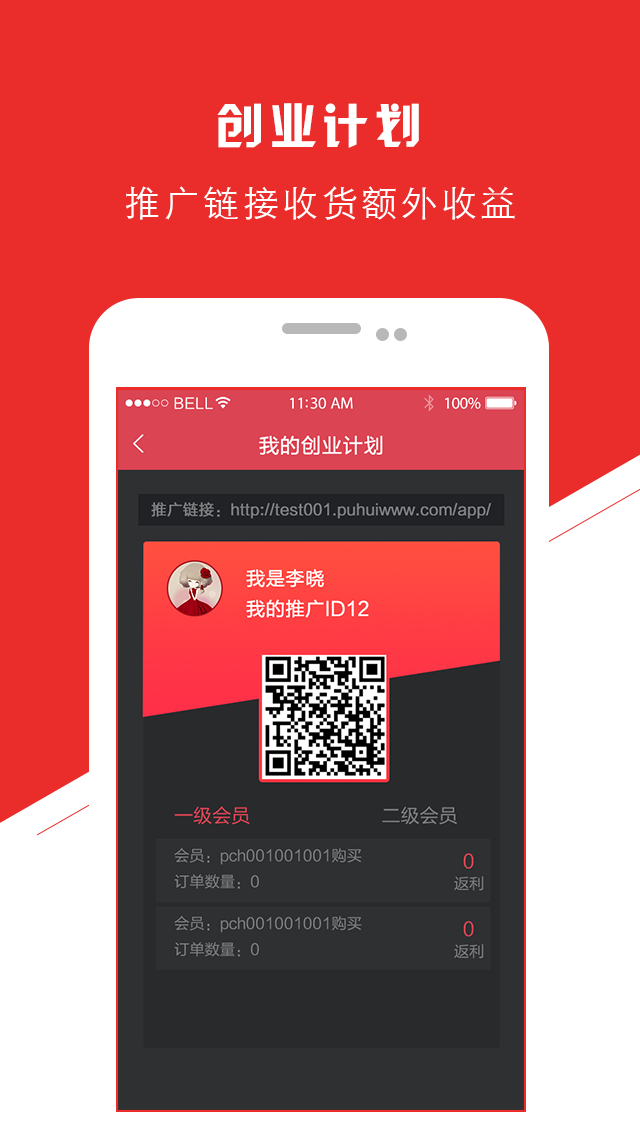 创业计划
推广链接收货额外收益
BELL 11:30 AM 100%
我的创业计划
推广链接：http://test001.puhuiwww.com/app/
我是李晓
我的推广ID12
一级会员 二级会员
会员：pch001001001购买 0
订单数量：0 返利
会员：pch001001001购买 0
订单数量：0 返利